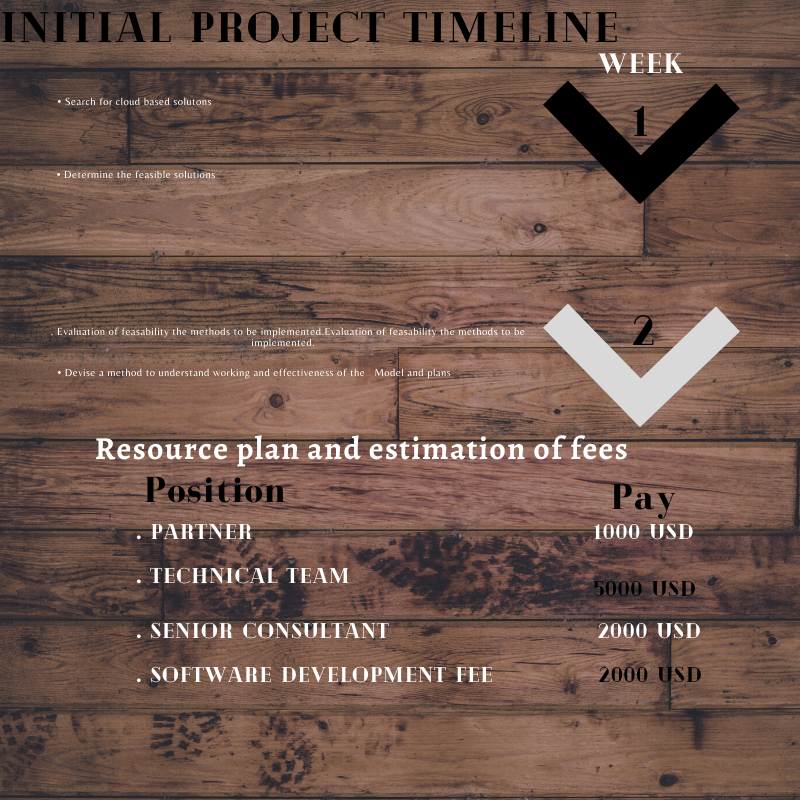 INITIAL PROJECT TIMELINE
WEEK
• Search for cloud based solutons
1
• Determine the feasible solutions
. Evaluation of feasability the methods to be implemented.Evaluation of feasability the methods to be
implemented.
2
• Devise a method to understand working and effectiveness of the Model and plans
Resource plan and estimation of fees
Position
Pay
. PARTNER
1000 USD
. TECHNICAL TEAM
5000 USD
. SENIOR CONSULTANT
2000 USD
. SOFTWARE DEVELOPMENT FEE
2000 USD